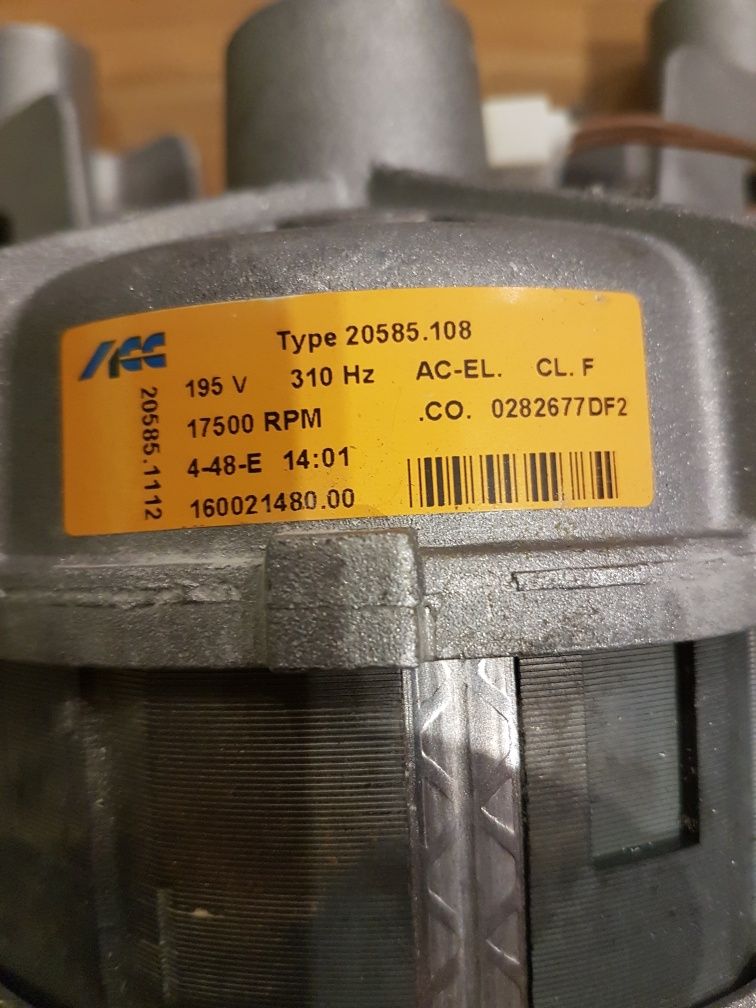 ACC
Type 20585.108
195 V 310 Hz AC-EL. CL. F
17500 RPM .CO. 0282677DF2
4-48-E 14:01
160021480.00
20585.1112